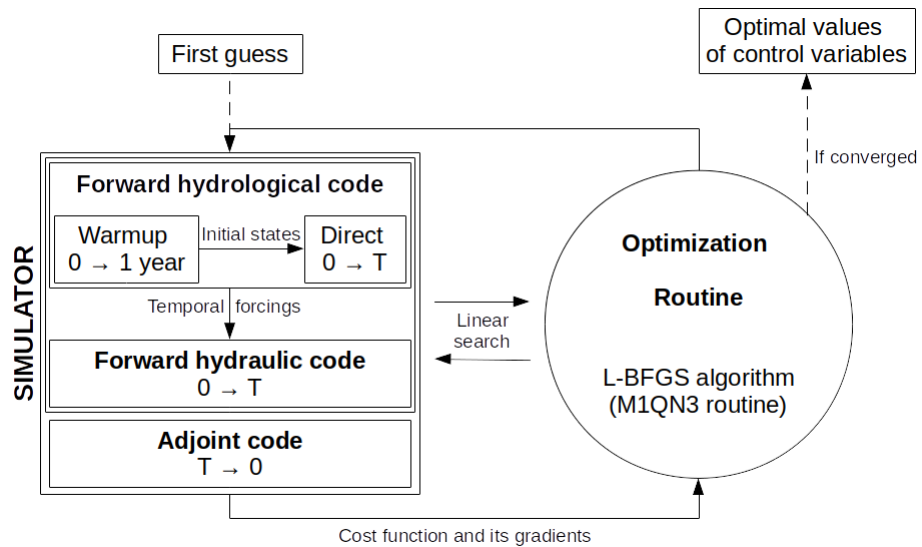 First guess
Optimal values
of control variables
If converged
SIMULATOR
Forward hydrological code
Warmup
0 → 1 year
Initial states
Direct
0 → T
Temporal forcings
Forward hydraulic code
0 → T
Adjoint code
T → 0
Linear
search
Optimization
Routine
L-BFGS algorithm
(M1QN3 routine)
Cost function and its gradients